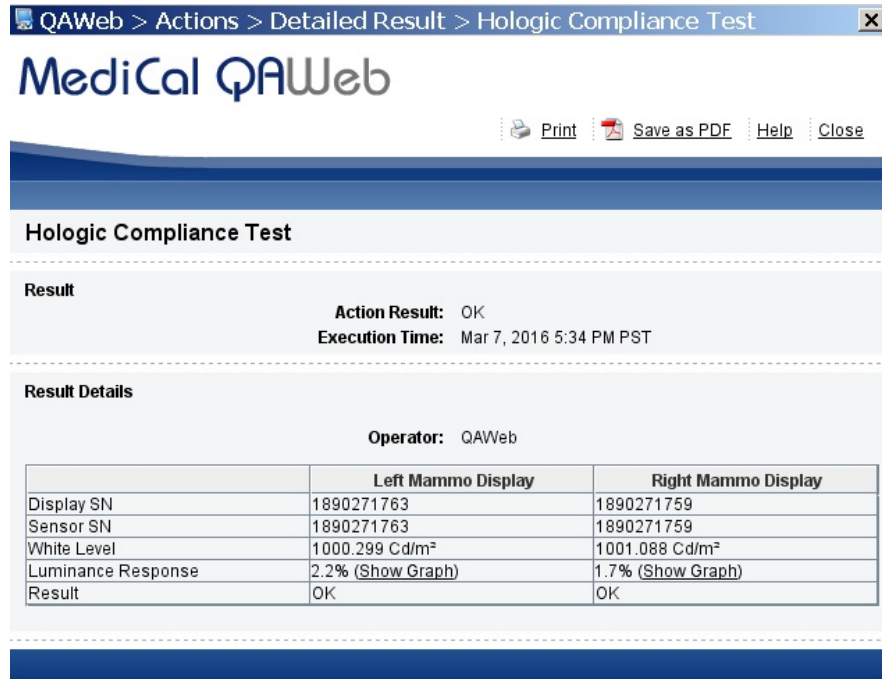 QAWeb > Actions > Detailed Result > Hologic Compliance Test
MediCal QAWeb
Print Save as PDF Help Close
Hologic Compliance Test
Result
Action Result: OK
Execution Time: Mar 7, 2016 5:34 PM PST
Result Details
Operator: QAWeb
Left Mammo Display Right Mammo Display
Display SN 1890271763 1890271759
Sensor SN 1890271763 1890271759
White Level 1000.299 Cd/m² 1001.088 Cd/m²
Luminance Response 2.2% (Show Graph) 1.7% (Show Graph)
Result OK OK